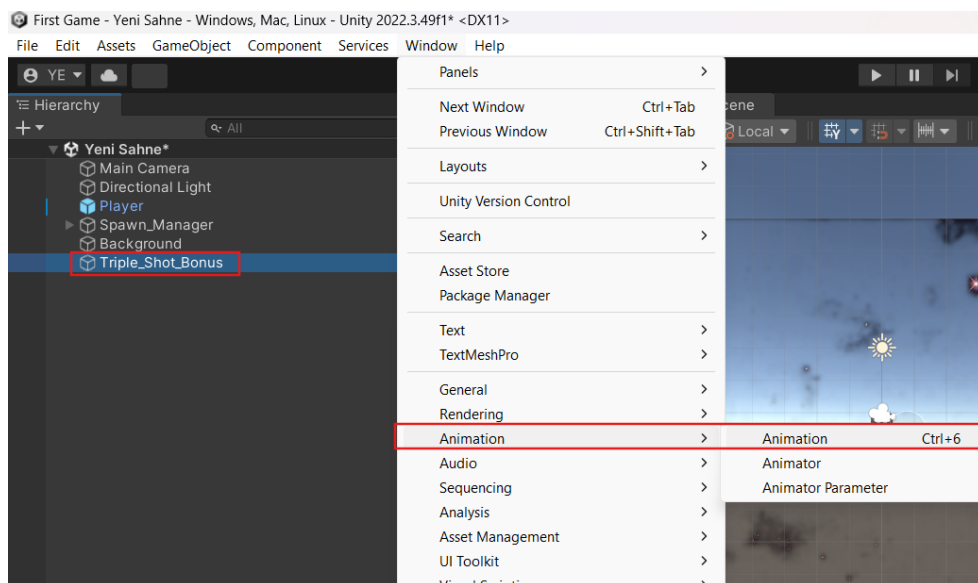 First Game - Yeni Sahne - Windows, Mac, Linux - Unity 2022.3.49f1* <DX11>
File Edit Assets GameObject Component Services Window Help
YE
Hierarchy
All
Yeni Sahne*
Main Camera
Directional Light
Player
Spawn_Manager
Background
Triple_Shot_Bonus
Panels
Next Window Ctrl+Tab
Previous Window Ctrl+Shift+Tab
Layouts
Unity Version Control
Search
Asset Store
Package Manager
Text
TextMeshPro
General
Rendering
Animation
Audio
Sequencing
Analysis
Asset Management
UI Toolkit
Animation Ctrl+6
Animator
Animator Parameter
cene
Local